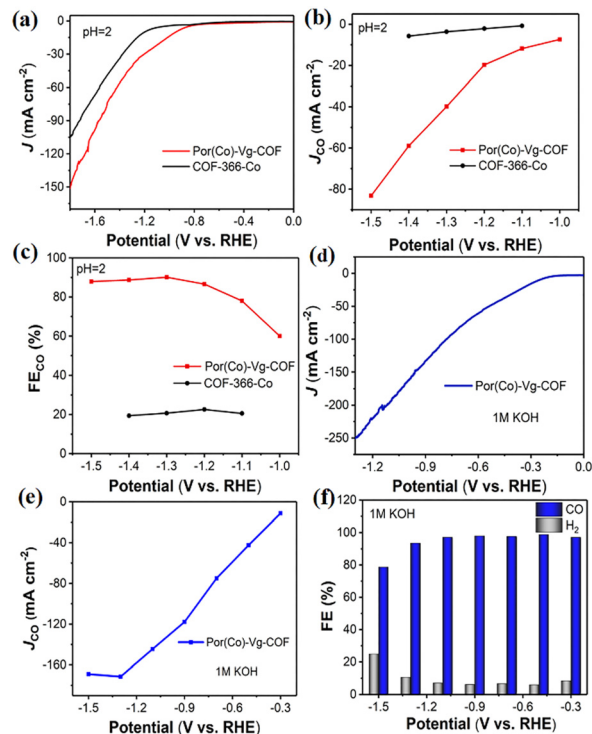 (a)
pH=2
0
-30
-60
-90
-120
-150
J (mA cm⁻²)
Por(Co)-Vg-COF
COF-366-Co
-1.6
-1.2
-0.8
-0.4
0.0
Potential (V vs. RHE)
(b)
pH=2
0
-20
-40
-60
-80
J_CO (mA cm⁻²)
Por(Co)-Vg-COF
COF-366-Co
-1.5
-1.4
-1.3
-1.2
-1.1
-1.0
Potential (V vs. RHE)
(c)
pH=2
100
80
60
40
20
0
FE_CO (%)
Por(Co)-Vg-COF
COF-366-Co
-1.5
-1.4
-1.3
-1.2
-1.1
-1.0
Potential (V vs. RHE)
(d)
0
-50
-100
-150
-200
-250
J (mA cm⁻²)
Por(Co)-Vg-COF
1M KOH
-1.2
-0.9
-0.6
-0.3
0.0
Potential (V vs. RHE)
(e)
0
-40
-80
-120
-160
J_CO (mA cm⁻²)
Por(Co)-Vg-COF
1M KOH
-1.5
-1.2
-0.9
-0.6
-0.3
Potential (V vs. RHE)
(f)
1M KOH
CO
H₂
120
100
80
60
40
20
0
FE (%)
-1.5
-1.2
-0.9
-0.6
-0.3
Potential (V vs. RHE)